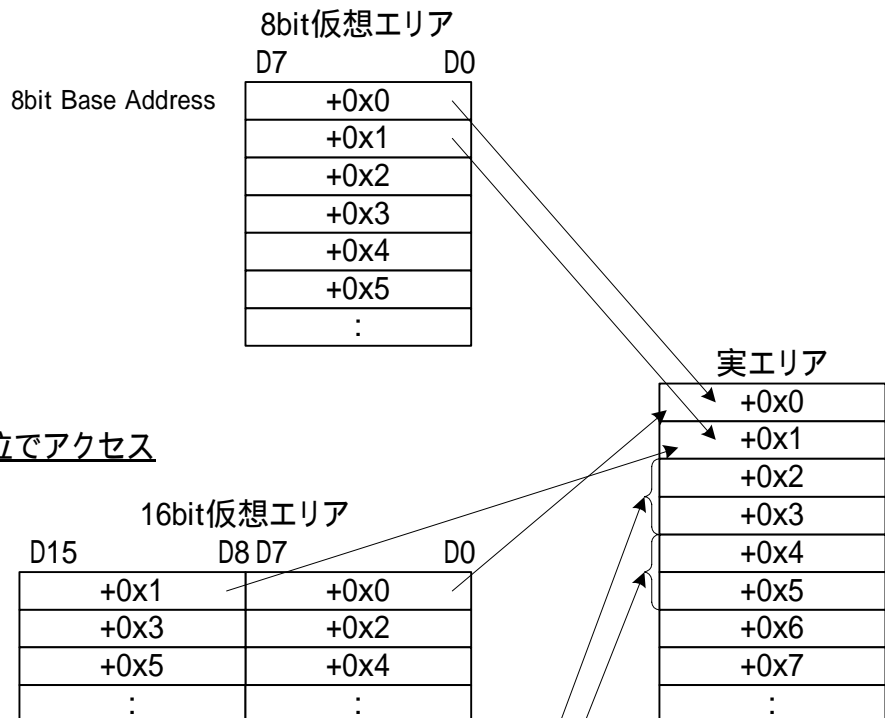 8bit仮想エリア
D7 D0
8bit Base Address
+0x0
+0x1
+0x2
+0x3
+0x4
+0x5
:
実エリア
+0x0
+0x1
+0x2
+0x3
+0x4
+0x5
+0x6
+0x7
:
でアクセス
16bit仮想エリア
D15 D8 D7 D0
+0x1 +0x0
+0x3 +0x2
+0x5 +0x4
: :